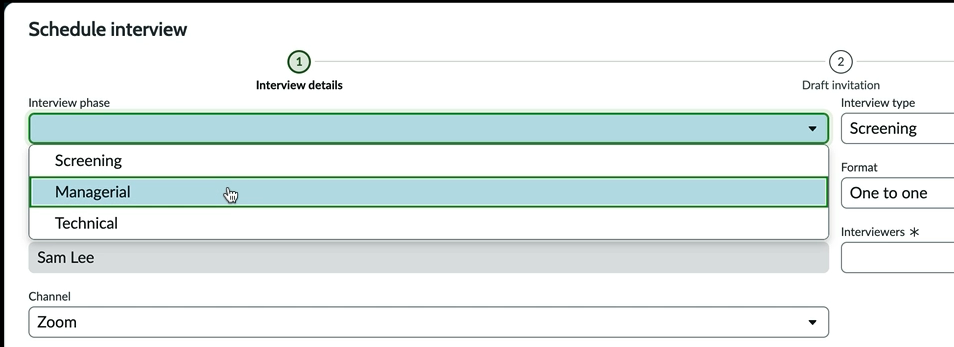 Schedule interview
1
2
Interview details
Draft invitation
Interview phase
Interview type
Screening
Screening
Managerial
Technical
Format
One to one
Sam Lee
Interviewers *
Channel
Zoom